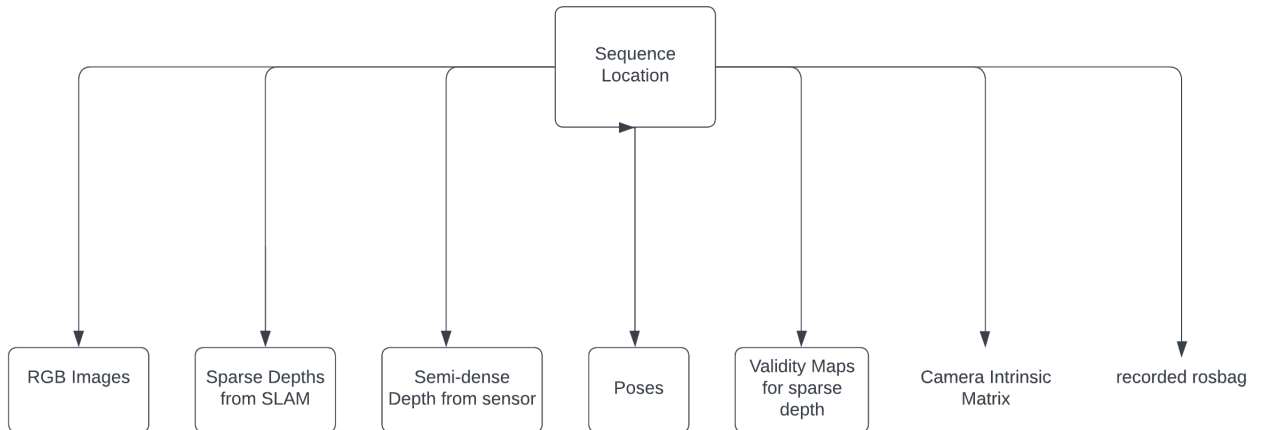 Sequence
Location
RGB Images
Sparse Depths
from SLAM
Semi-dense
Depth from sensor
Poses
Validity Maps
for sparse
depth
Camera Intrinsic
Matrix
recorded rosbag